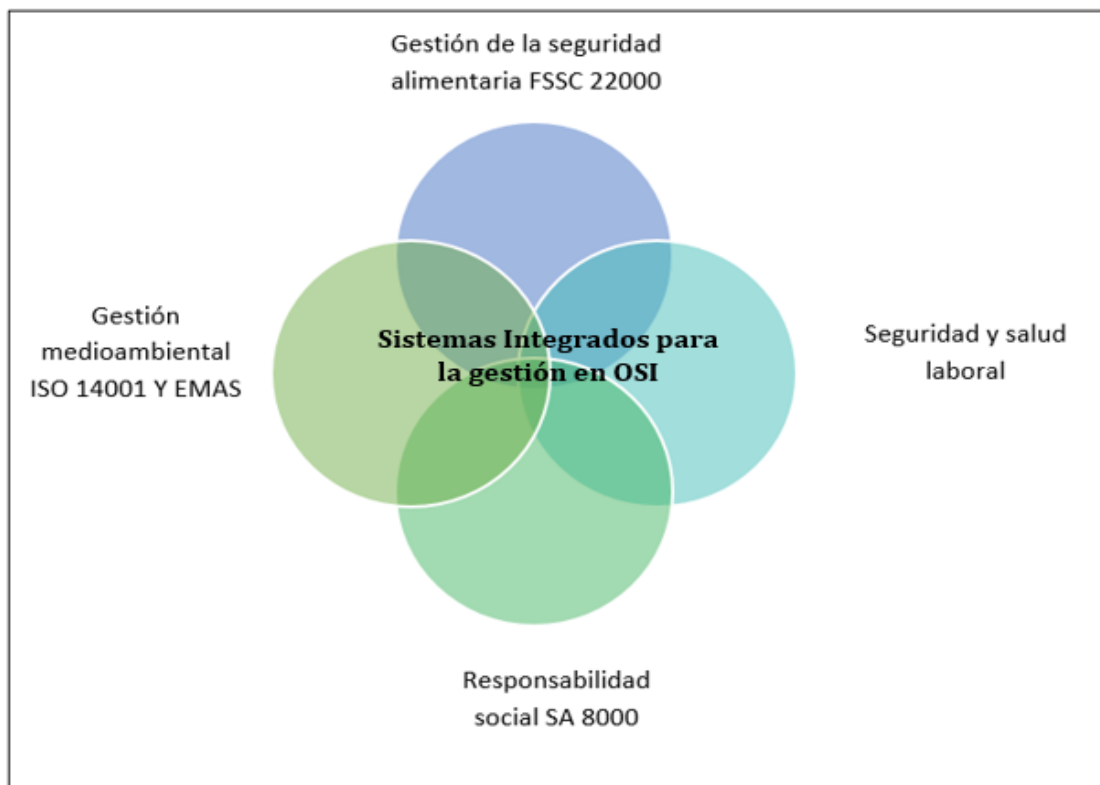 Gestión de la seguridad
alimentaria FSSC 22000
Gestión
medioambiental
ISO 14001 Y EMAS
Sistemas Integrados para
la gestión en OSI
Seguridad y salud
laboral
Responsabilidad
social SA 8000